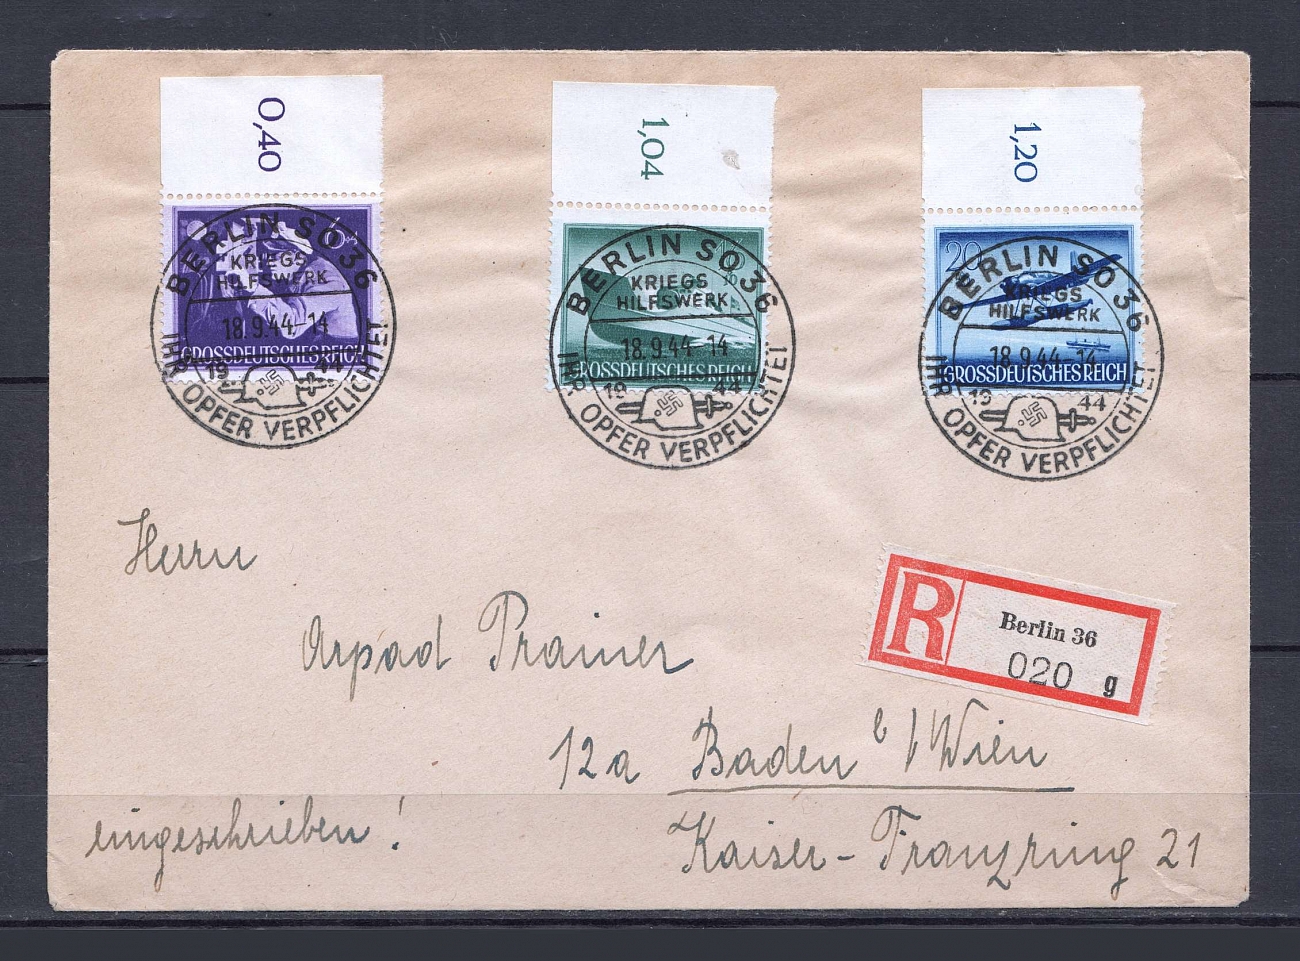 0,40
1,04
1,20
6
20
GROSSDEUTSCHES REICH
GROSSDEUTSCHES REICH
GROSSDEUTSCHES REICH
BERLIN SO 36
KRIEGS
HILFSWERK
18.9.44-14
19 44
IHR OPFER VERPFLICHTET
BERLIN SO 36
KRIEGS
HILFSWERK
18.9.44-14
19 44
IHR OPFER VERPFLICHTET
BERLIN SO 36
KRIEGS
HILFSWERK
18.9.44-14
19 44
IHR OPFER VERPFLICHTET
Herrn
Arpad Prainer
R
Berlin 36
020 g
12a Baden b/Wien
eingeschrieben!
Kaiser-Franzring 21